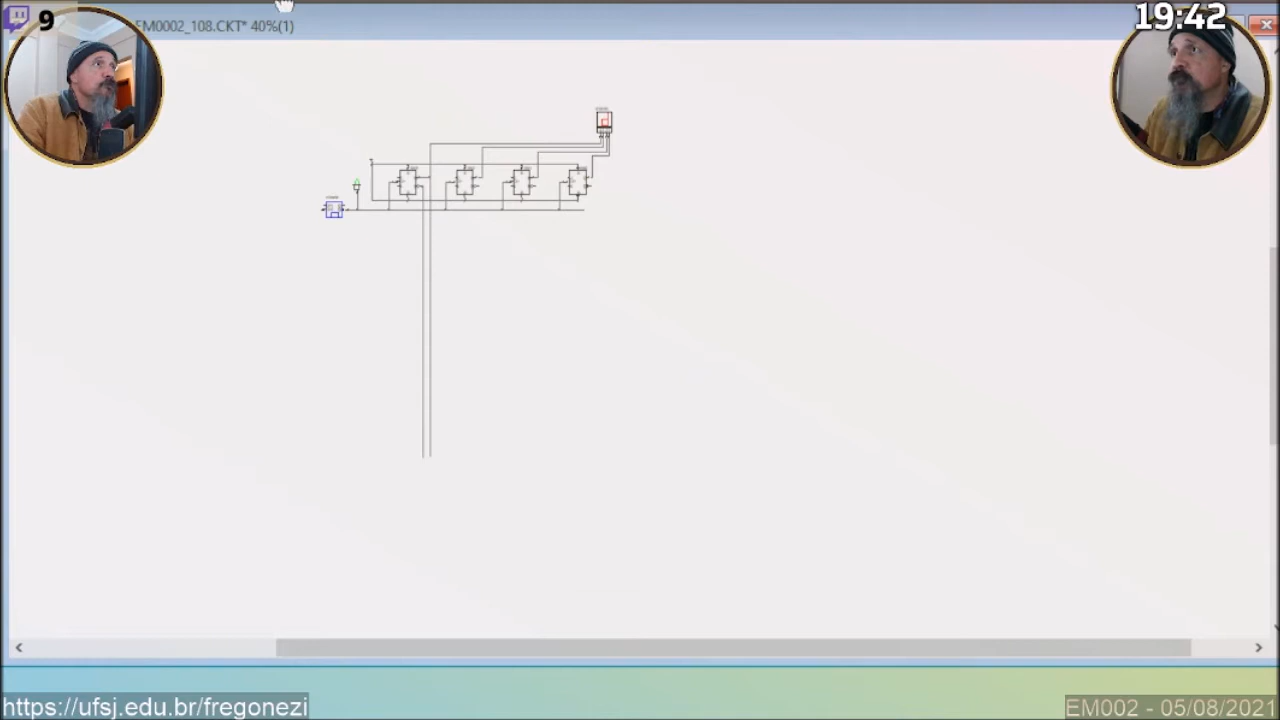 9
19:42
EM0002_108.CKT* 40%(1)
https://ufsj.edu.br/fregonezi
EM002 - 05/08/2021